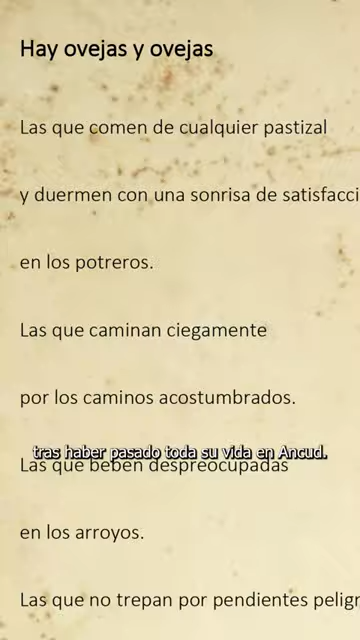 Hay ovejas y ovejas
Las que comen de cualquier pastizal
y duermen con una sonrisa de satisfacci
en los potreros.
Las que caminan ciegamente
por los caminos acostumbrados.
tras haber pasado toda su vida en Ancud.
Las que beben despreocupadas
en los arroyos.
Las que no trepan por pendientes peligr